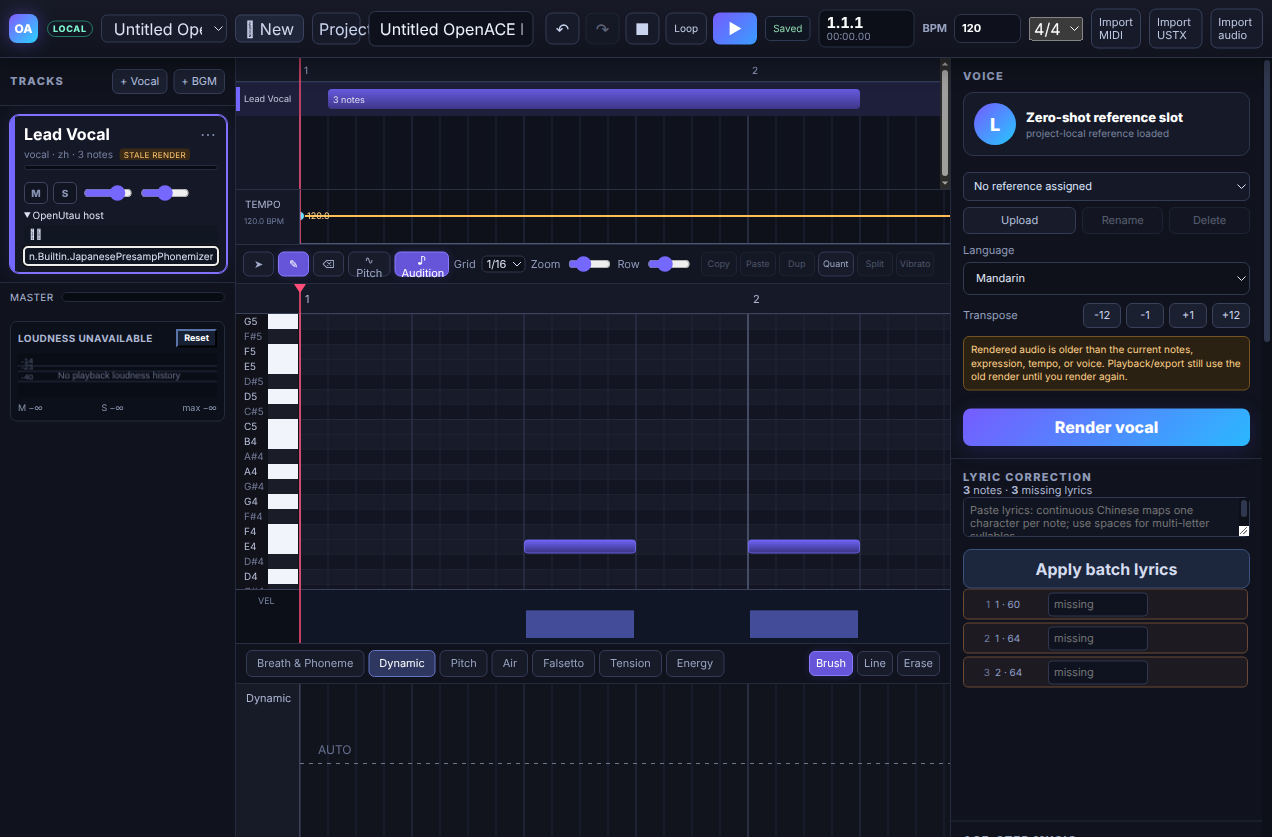 OA LOCAL Untitled Ope New Project Untitled OpenACE Loop Saved 1.1.1 BPM 120 4/4 Import MIDI Import USTX Import audio
00:00.00
TRACKS + Vocal + BGM
Lead Vocal ...
vocal · zh · 3 notes STALE RENDER
M S
OpenUtau host
n.Builtin.JapanesePresampPhonemizer
MASTER
LOUDNESS UNAVAILABLE Reset
-14
-23
-40
No playback loudness history
M −∞ S −∞ max −∞
1 2
Lead Vocal 3 notes
TEMPO
120.0 BPM 120.0
Pitch Audition Grid 1/16 Zoom Row Copy Paste Dup Quant Split Vibrato
1 2
G5
F#5
F5
E5
D#5
D5
C#5
C5
B4
A#4
A4
G#4
G4
F#4
F4
E4
D#4
D4
VEL
Breath & Phoneme Dynamic Pitch Air Falsetto Tension Energy Brush Line Erase
Dynamic
AUTO
VOICE
L Zero-shot reference slot
project-local reference loaded
No reference assigned
Upload Rename Delete
Language
Mandarin
Transpose -12 -1 +1 +12
Rendered audio is older than the current notes,
expression, tempo, or voice. Playback/export still use the
old render until you render again.
Render vocal
LYRIC CORRECTION
3 notes · 3 missing lyrics
Paste lyrics: continuous Chinese maps one
character per note; use spaces for multi-letter
syllables
Apply batch lyrics
1 1 · 60 missing
2 1 · 64 missing
3 2 · 64 missing